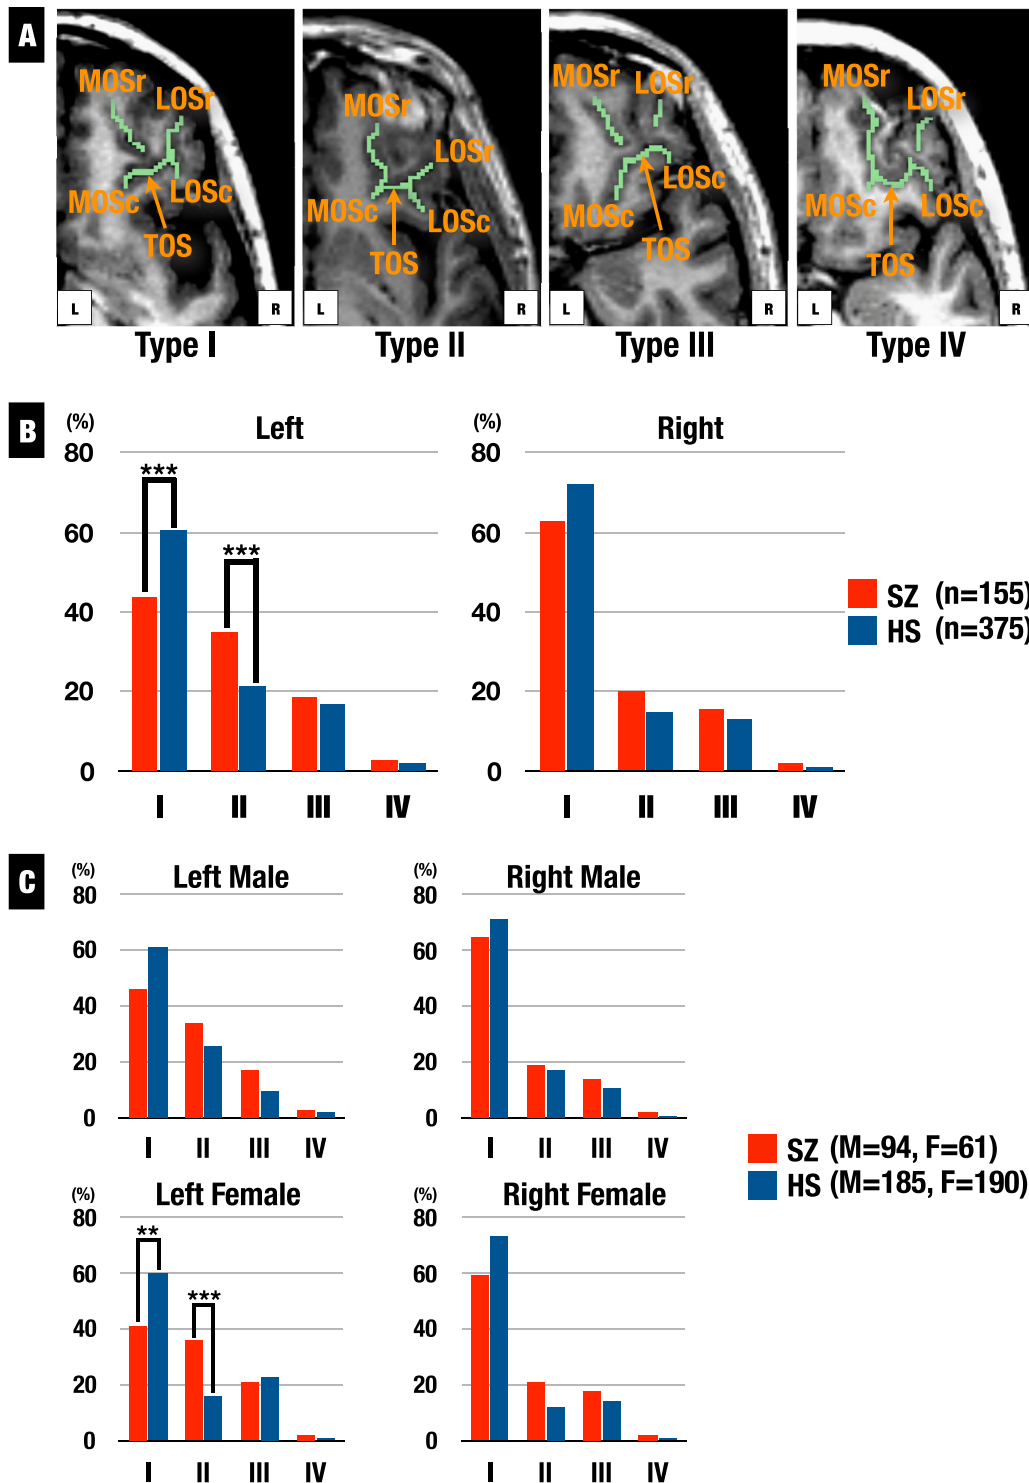 A
MOSr LOSr
MOSc LOSc
TOS
L R
Type I
MOSr
LOSr
MOSc LOSc
TOS
L R
Type II
MOSr LOSr
LOSc
MOSc
TOS
L R
Type III
MOSr
LOSr
MOSc LOSc
TOS
L R
Type IV
B
(%) Left
80
60
40
20
0
*** ***
I II III IV
(%) Right
80
60
40
20
0
I II III IV
SZ (n=155)
HS (n=375)
C
(%) Left Male
80
60
40
20
0
I II III IV
(%) Right Male
80
60
40
20
0
I II III IV
(%) Left Female
80
60
40
20
0
** ***
I II III IV
(%) Right Female
80
60
40
20
0
I II III IV
SZ (M=94, F=61)
HS (M=185, F=190)